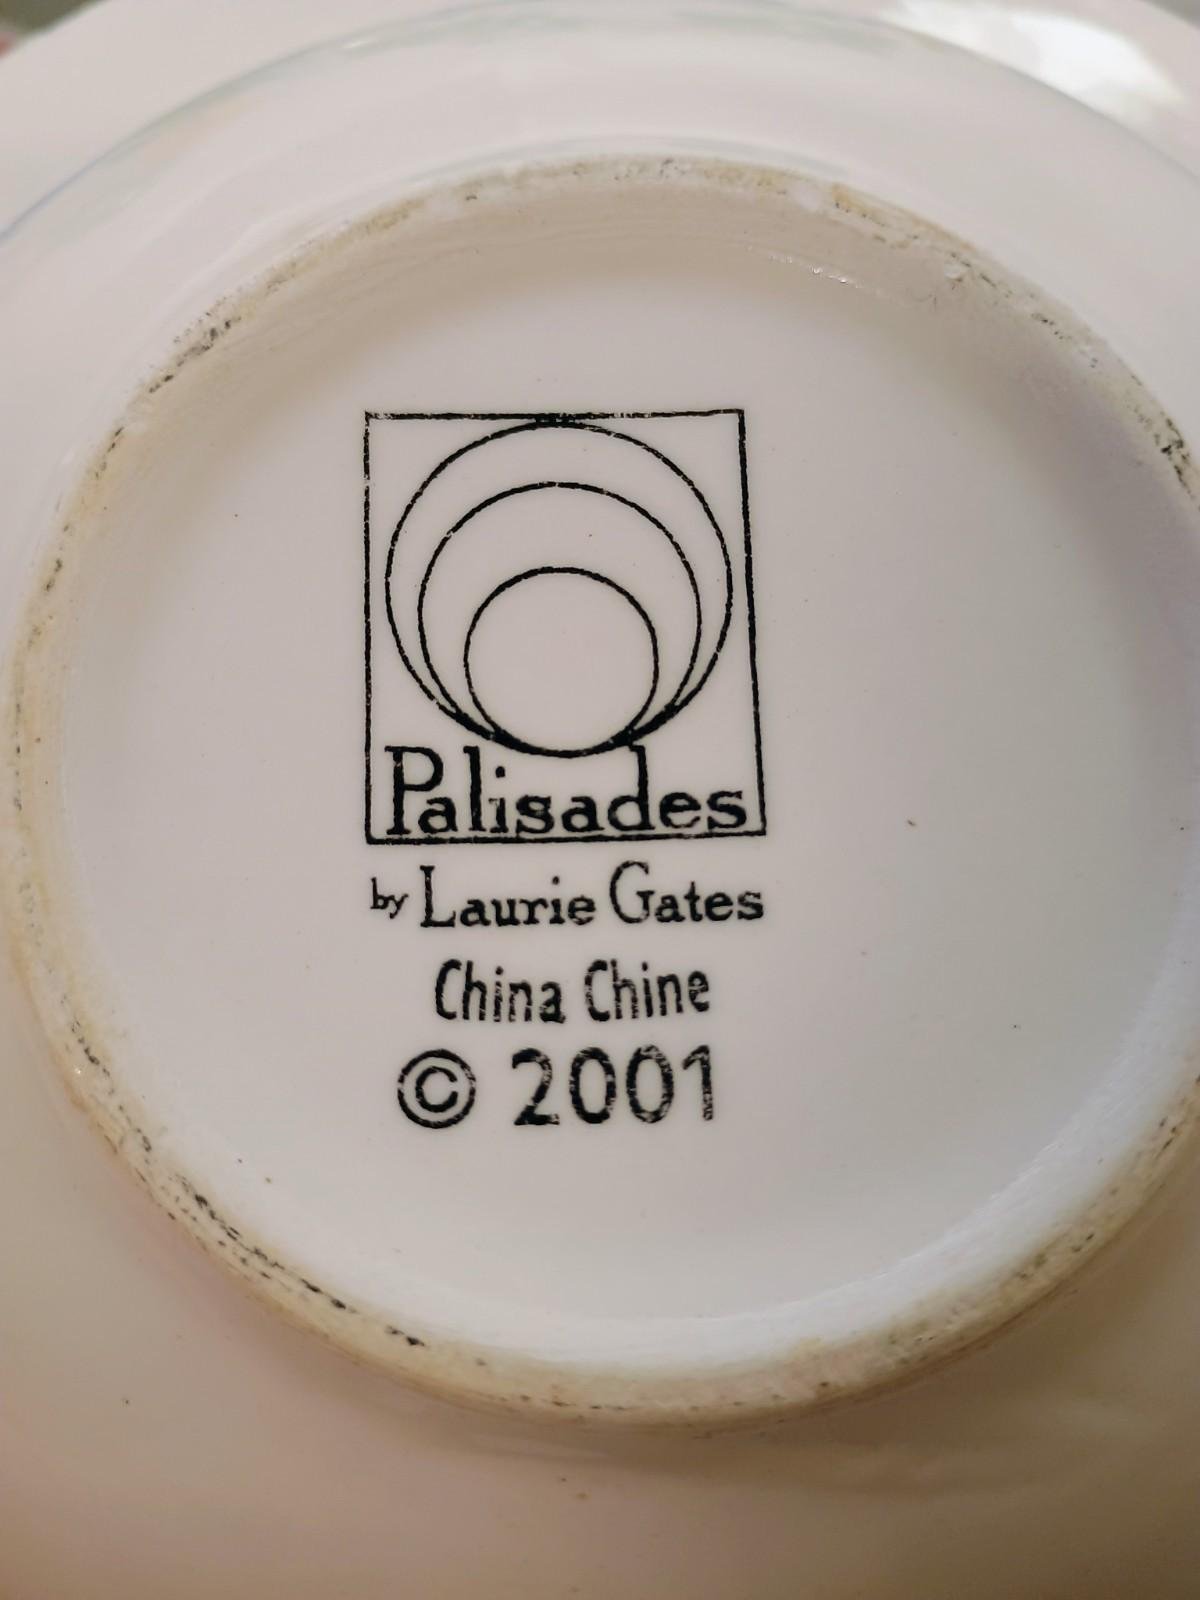 Palisades
by Laurie Gates
China Chine
© 2001